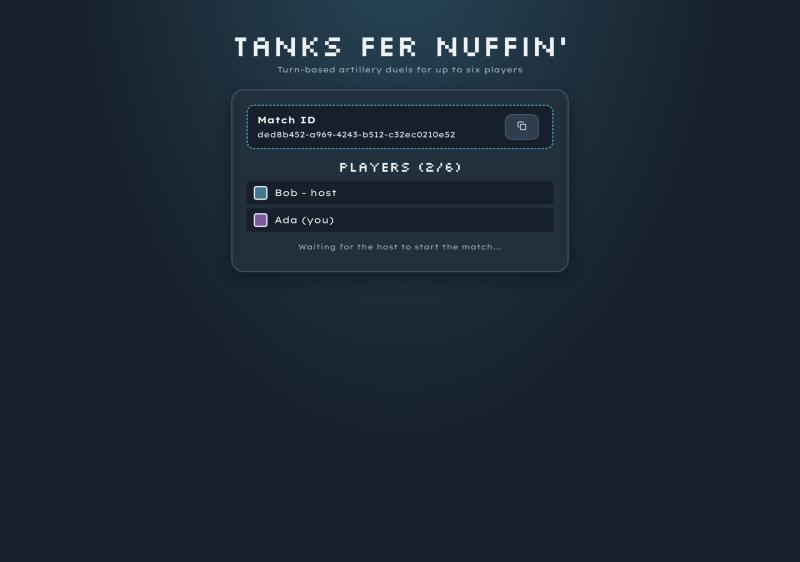 TANKS FER NUFFIN'
Turn-based artillery duels for up to six players
Match ID
ded8b452-a969-4243-b512-c32ec0210e52
PLAYERS (2/6)
Bob - host
Ada (you)
Waiting for the host to start the match...